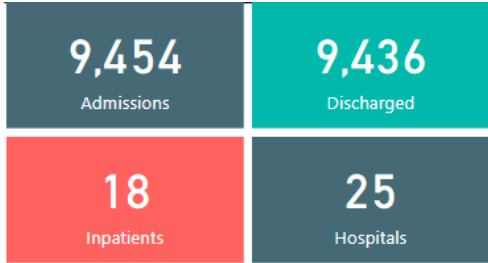 9,454
Admissions
9,436
Discharged
18
Inpatients
25
Hospitals